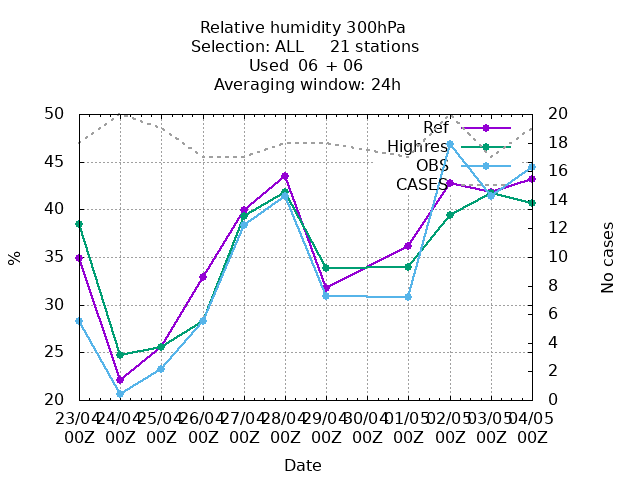 Relative humidity 300hPa
Selection: ALL 21 stations
Used 06 + 06
Averaging window: 24h
50
45
40
35
30
25
20
%
20
18
16
14
12
10
8
6
4
2
0
No cases
Ref
Highres
OBS
CASES
23/04 24/04 25/04 26/04 27/04 28/04 29/04 30/04 01/05 02/05 03/05 04/05
00Z 00Z 00Z 00Z 00Z 00Z 00Z 00Z 00Z 00Z 00Z 00Z
Date